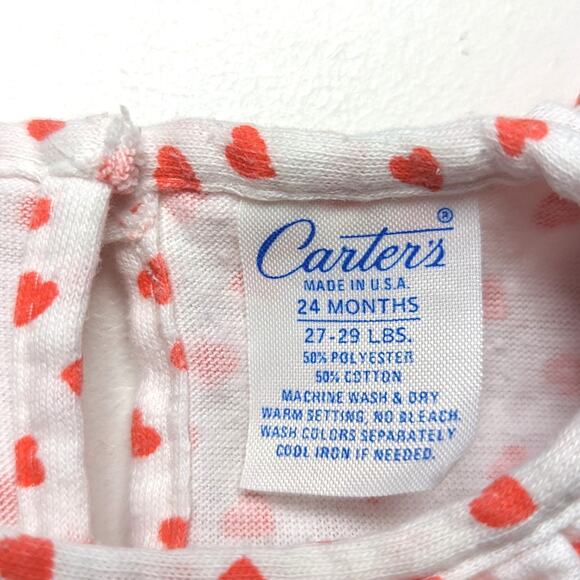 Carter's®
MADE IN U.S.A.
24 MONTHS
27-29 LBS.
50% POLYESTER
50% COTTON
MACHINE WASH & DRY
WARM SETTING, NO BLEACH.
WASH COLORS SEPARATELY
COOL IRON IF NEEDED.